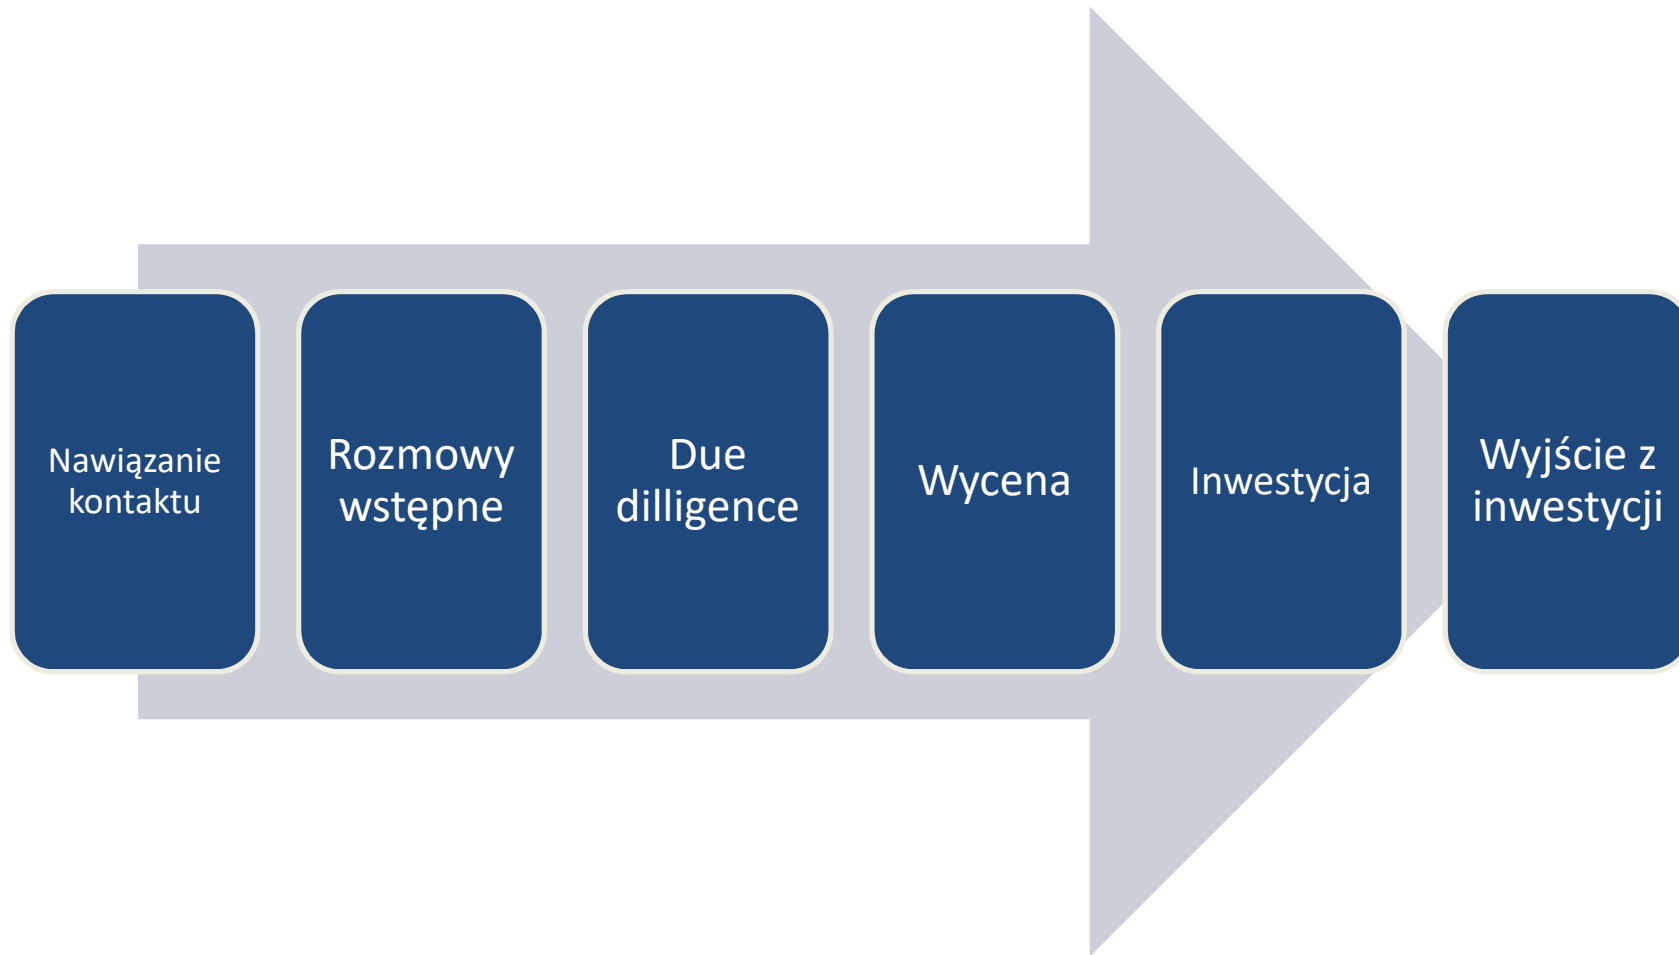 Nawiązanie
kontaktu
Rozmowy
wstępne
Due
dilligence
Wycena
Inwestycja
Wyjście z
inwestycji